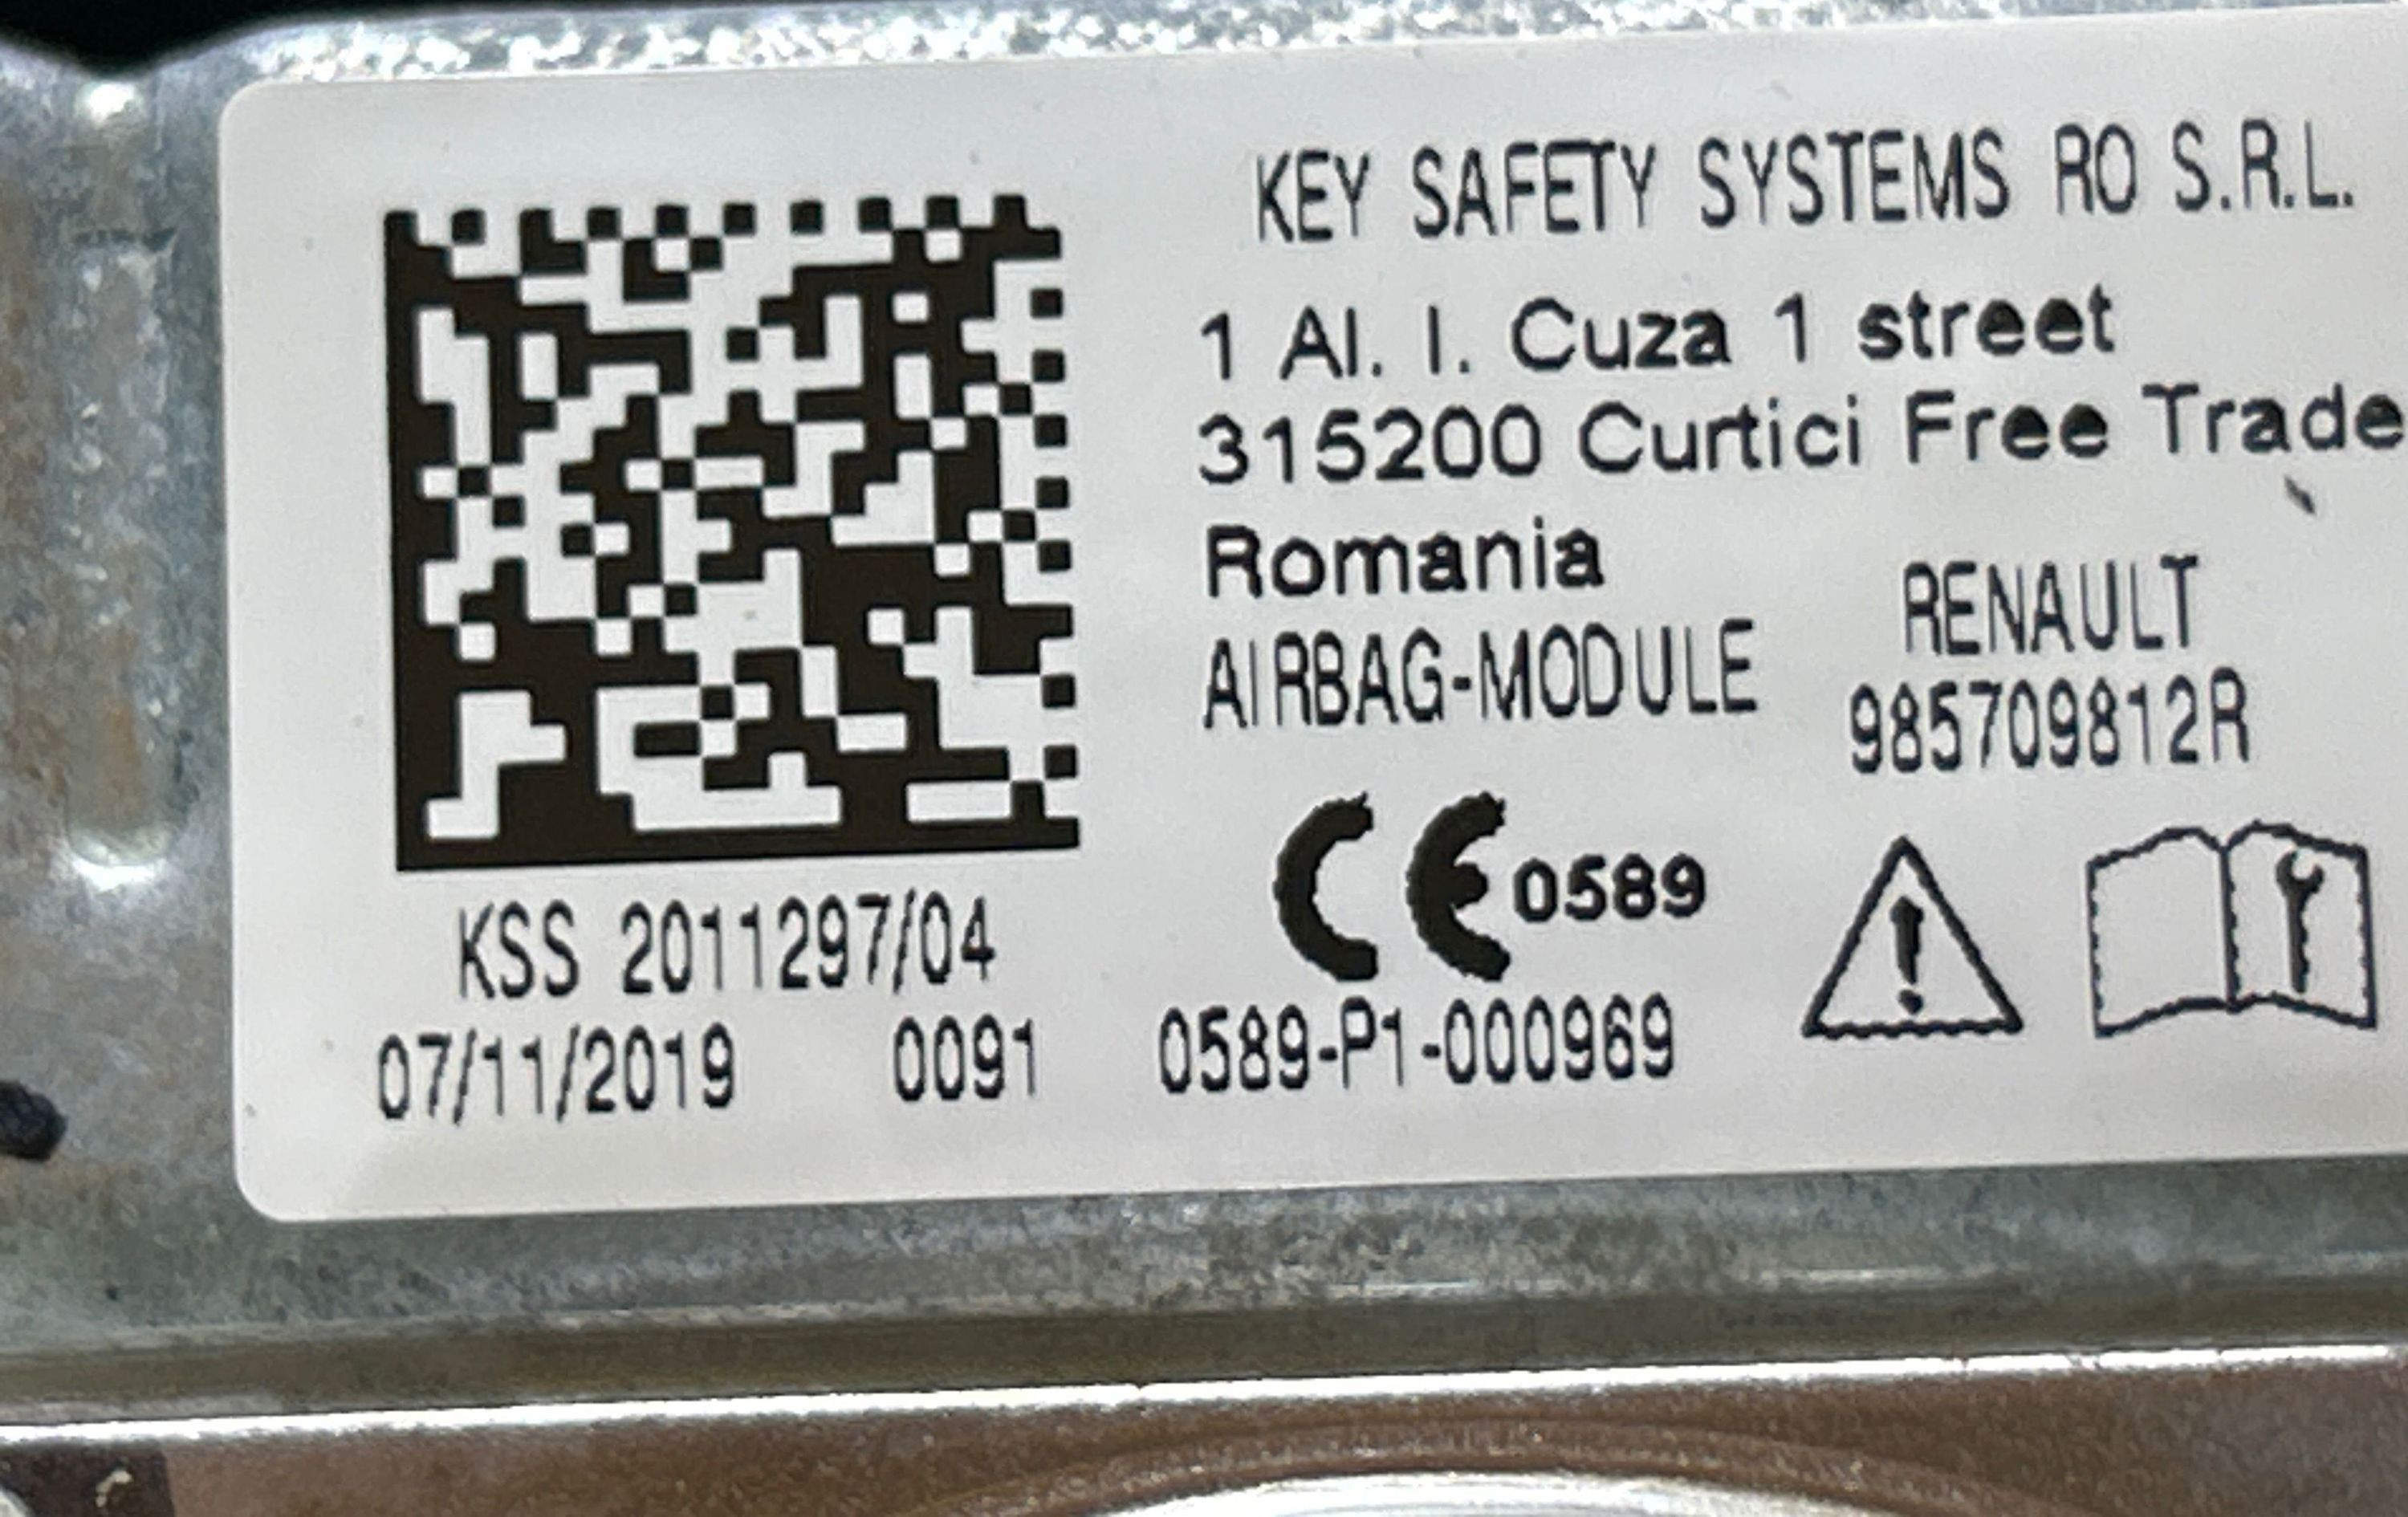 KEY SAFETY SYSTEMS RO S.R.L.
1 Al. I. Cuza 1 street
315200 Curtici Free Trade
Romania
AIRBAG-MODULE
RENAULT
985709812R
CE 0589
KSS 2011297/04
07/11/2019 0091
0589-P1-000969